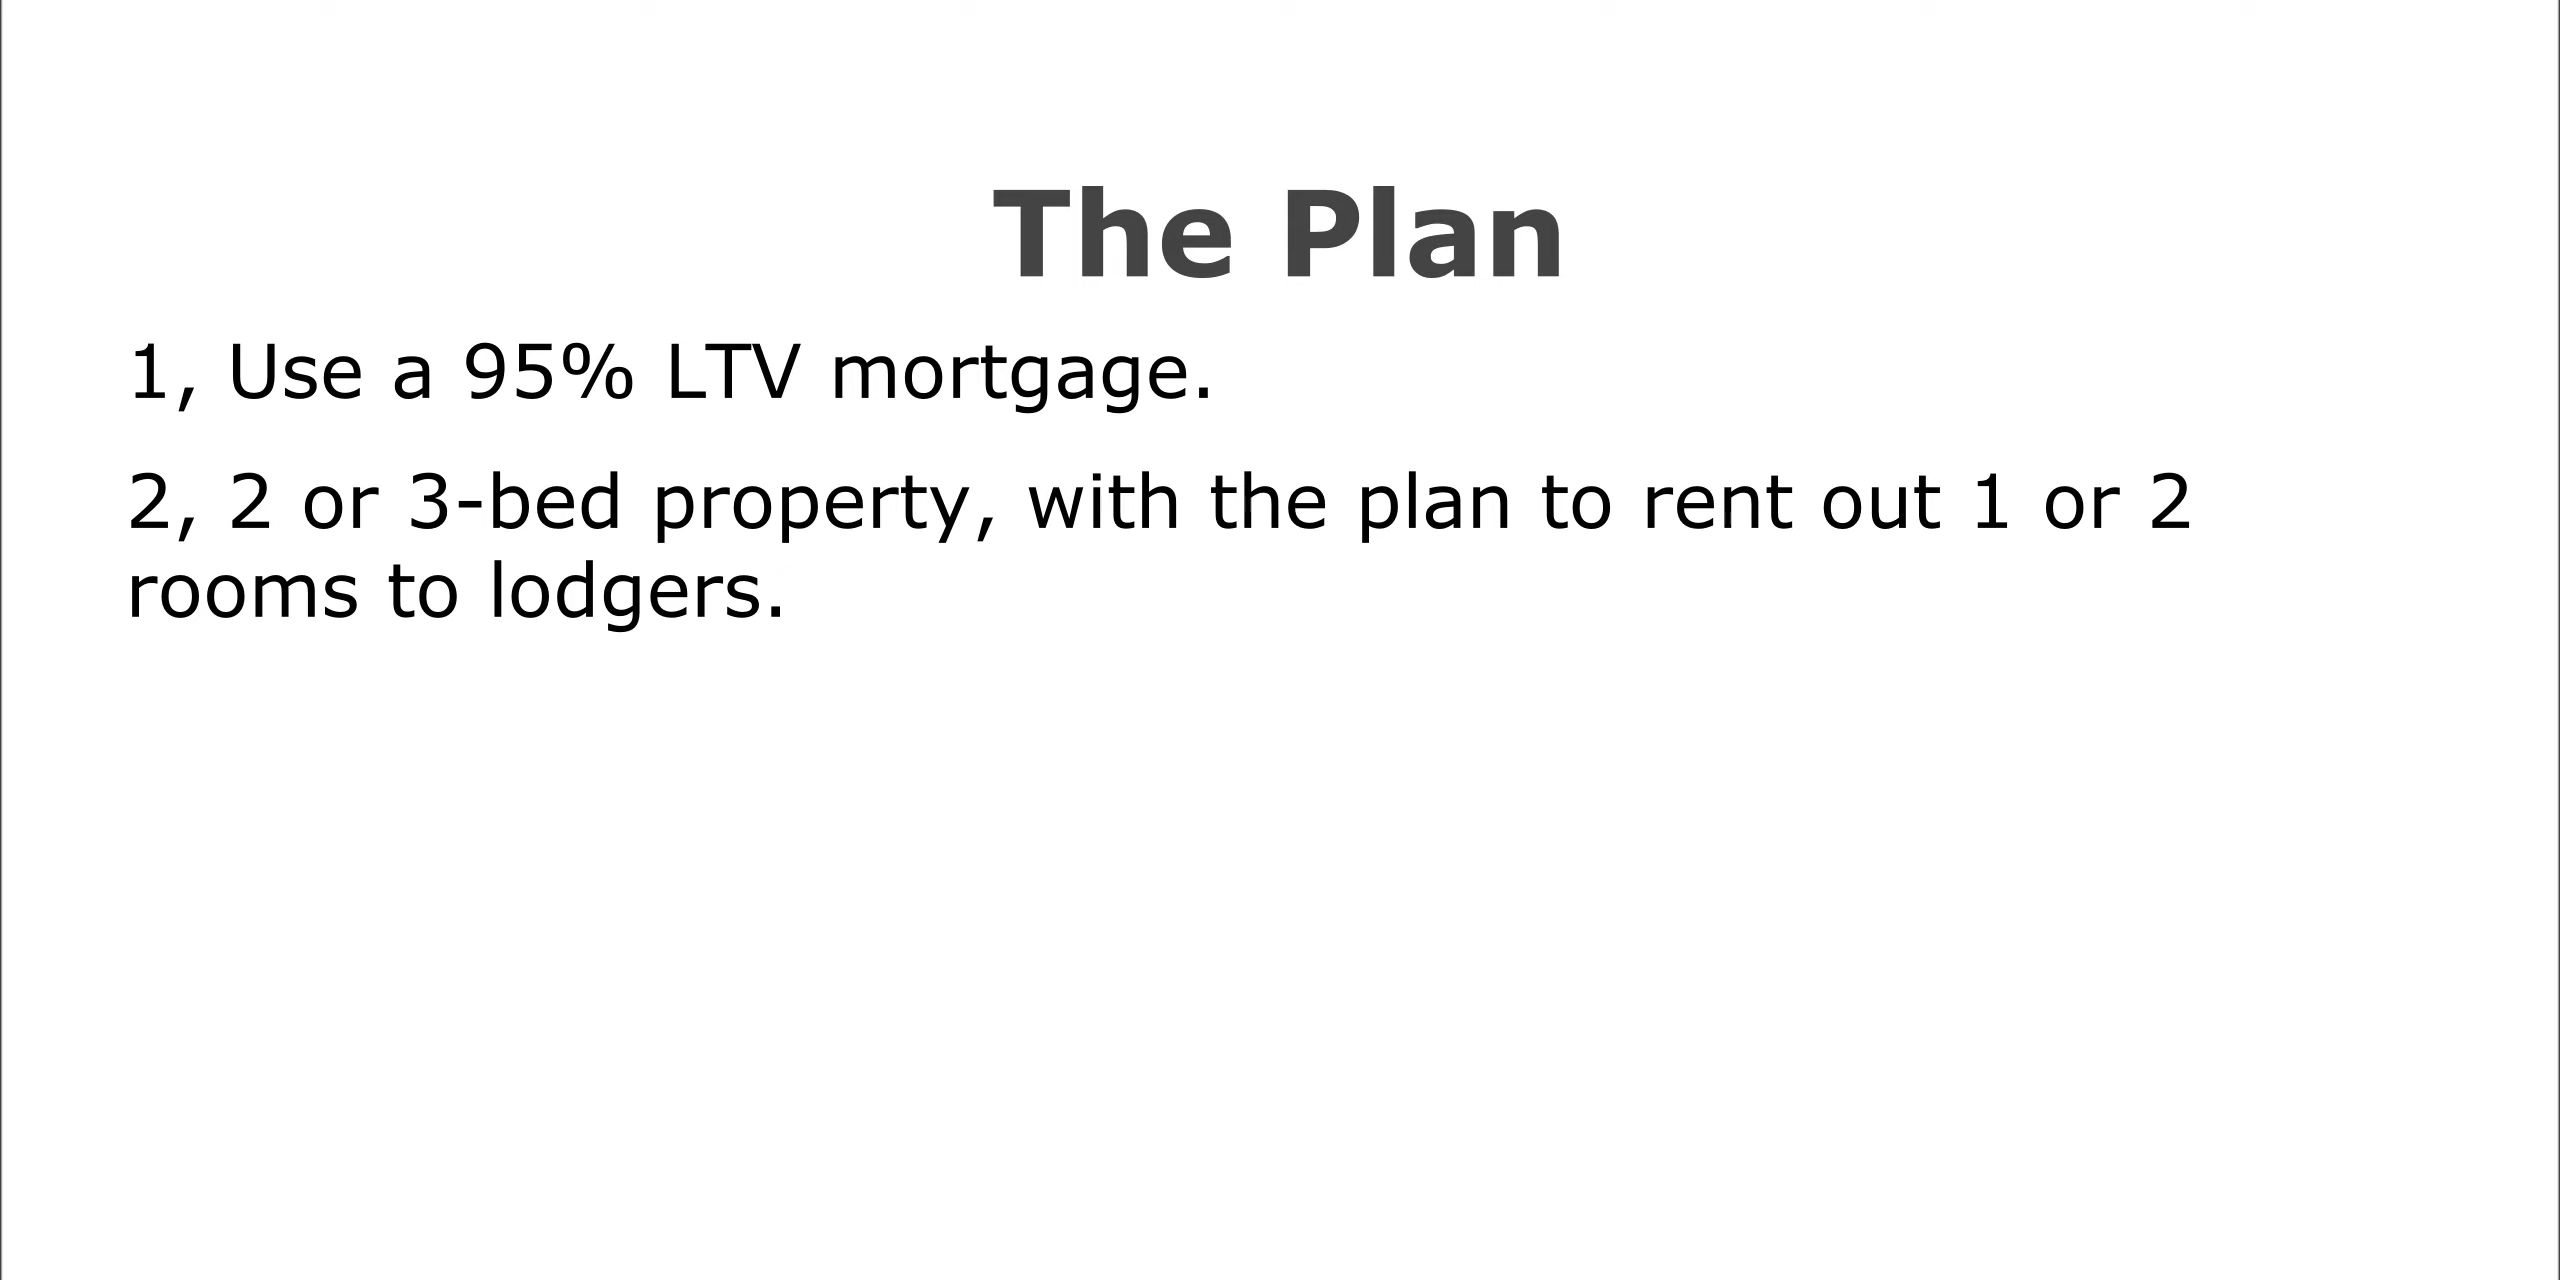 The Plan
1, Use a 95% LTV mortgage.
2, 2 or 3-bed property, with the plan to rent out 1 or 2
rooms to lodgers.